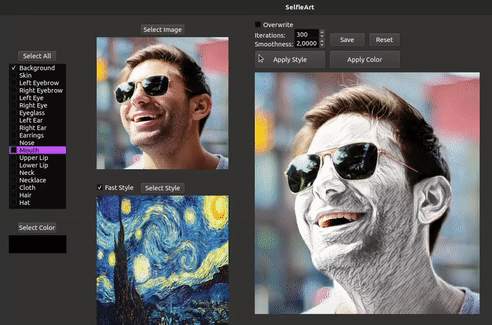 SelfieArt
Select Image
Overwrite
Iterations: 300
Smoothness: 2,0000
Save
Reset
Apply Style
Apply Color
Select All
Background
Skin
Left Eyebrow
Right Eyebrow
Left Eye
Right Eye
Eyeglass
Left Ear
Right Ear
Earrings
Nose
Mouth
Upper Lip
Lower Lip
Neck
Necklace
Cloth
Hair
Hat
Fast Style
Select Style
Select Color